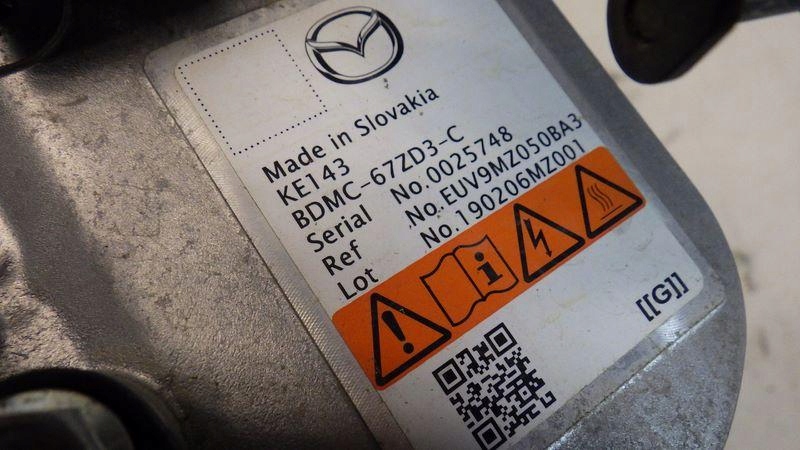 Made in Slovakia
KE143
BDMC-67ZD3-C
Serial No.0025748
Ref No.EUV9MZ050BA3
Lot No.190206MZ001
[[G]]